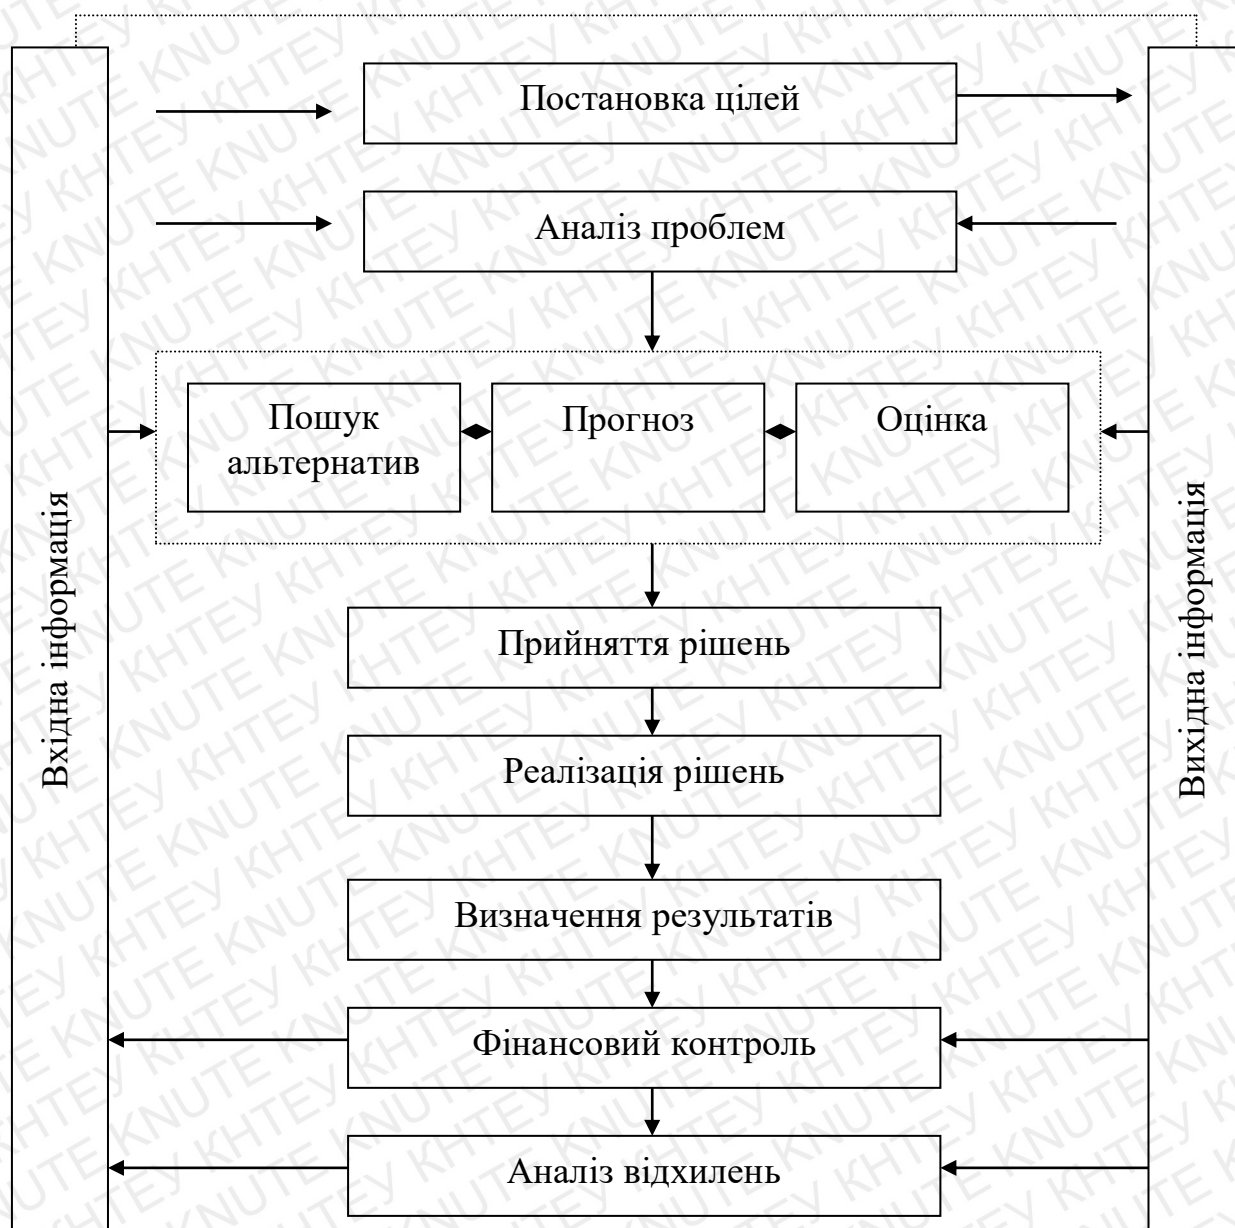 Постановка цілей
Аналіз проблем
Пошук
альтернатив
Прогноз
Оцінка
Вхідна інформація
Вихідна інформація
Прийняття рішень
Реалізація рішень
Визначення результатів
Фінансовий контроль
Аналіз відхилень